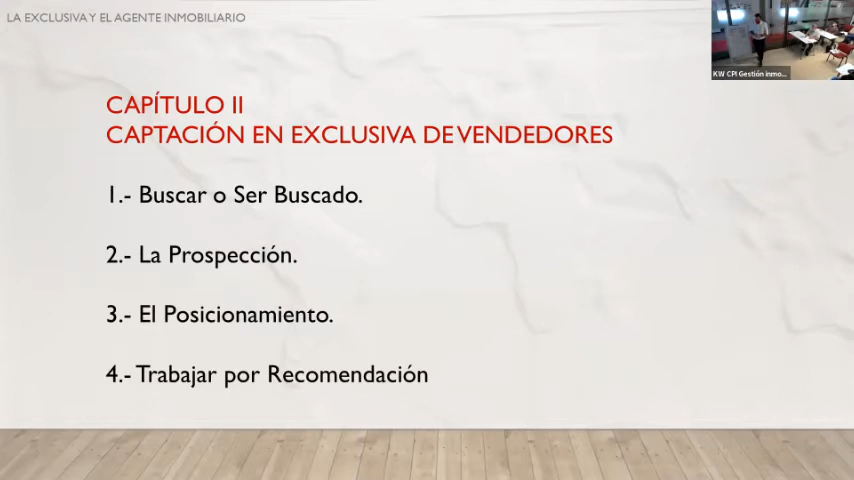 LA EXCLUSIVA Y EL AGENTE INMOBILIARIO
KW CPI Gestión inmo...
CAPÍTULO II
CAPTACIÓN EN EXCLUSIVA DE VENDEDORES
1.- Buscar o Ser Buscado.
2.- La Prospección.
3.- El Posicionamiento.
4.- Trabajar por Recomendación